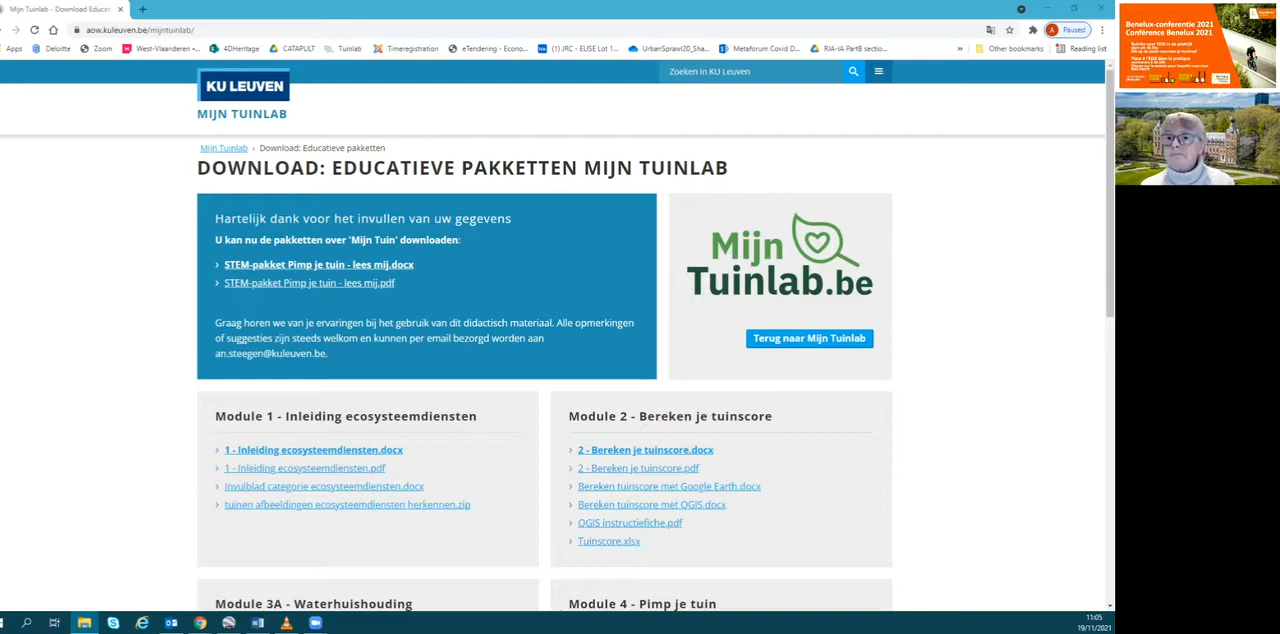 Mijn Tuinlab - Download Educat
aow.kuleuven.be/mijntuinlab/
Paused
Apps
Deloitte
Zoom
West-Vlaanderen -...
4DHeritage
CATAPULT
Tuinlab
Timeregistration
eTendering - Econo...
(1) JRC - ELISE Lot 1...
UrbanSprawl20_Sha...
Metaforum Covid D...
RIA-IA PartB sectio...
»
Other bookmarks
Reading list
KU LEUVEN
Zoeken in KU Leuven
MIJN TUINLAB
Mijn Tuinlab › Download: Educatieve pakketten
DOWNLOAD: EDUCATIEVE PAKKETTEN MIJN TUINLAB
Hartelijk dank voor het invullen van uw gegevens
U kan nu de pakketten over 'Mijn Tuin' downloaden:
› STEM-pakket Pimp je tuin - lees mij.docx
› STEM-pakket Pimp je tuin - lees mij.pdf
Graag horen we van je ervaringen bij het gebruik van dit didactisch materiaal. Alle opmerkingen
of suggesties zijn steeds welkom en kunnen per email bezorgd worden aan
an.steegen@kuleuven.be.
Mijn
Tuinlab.be
Terug naar Mijn Tuinlab
Module 1 - Inleiding ecosysteemdiensten
› 1 - Inleiding ecosysteemdiensten.docx
› 1 - Inleiding ecosysteemdiensten.pdf
› Invulblad categorie ecosysteemdiensten.docx
› tuinen afbeeldingen ecosysteemdiensten herkennen.zip
Module 2 - Bereken je tuinscore
› 2 - Bereken je tuinscore.docx
› 2 - Bereken je tuinscore.pdf
› Bereken tuinscore met Google Earth.docx
› Bereken tuinscore met QGIS.docx
› QGIS instructiefiche.pdf
› Tuinscore.xlsx
Module 3A - Waterhuishouding
Module 4 - Pimp je tuin
Benelux-conferentie 2021
Conférence Benelux 2021
11:05
19/11/2021